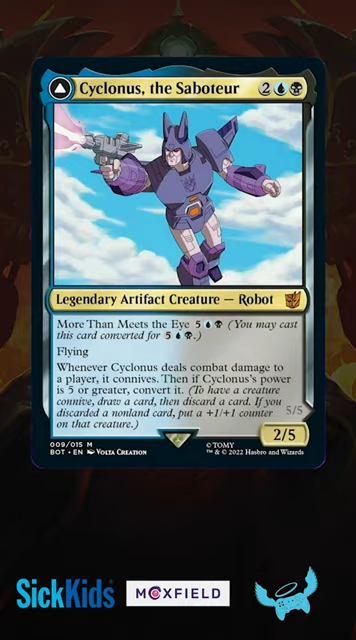 Cyclonus, the Saboteur 2
Legendary Artifact Creature — Robot
More Than Meets the Eye 5 (You may cast
this card converted for 5 .)
Flying
Whenever Cyclonus deals combat damage to
a player, it connives. Then if Cyclonus's power
is 5 or greater, convert it. (To have a creature
connive, draw a card, then discard a card. If you
discarded a nonland card, put a +1/+1 counter
on that creature.)
5/5
2/5
009/015 M
BOT • EN Volta Creation
© TOMY
™ & © 2022 Hasbro and Wizards
SickKids
MOXFIELD